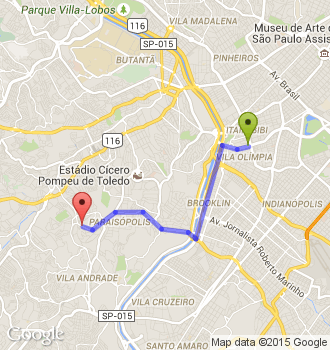 Parque Villa-Lobos
VILA MADALENA
116
Museu de Arte d
São Paulo Assis
SP-015
BUTANTÃ
PINHEIROS
Av. Brasil
116
ITAIM BIBI
Estádio Cícero
Pompeu de Toledo
VILA OLÍMPIA
BROOKLIN
INDIANÓPOLIS
PARAISÓPOLIS
Av. Jornalista Roberto Marinho
VILA ANDRADE
VILA CRUZEIRO
SP-015
SANTO AMARO
Google
Map data ©2015 Google